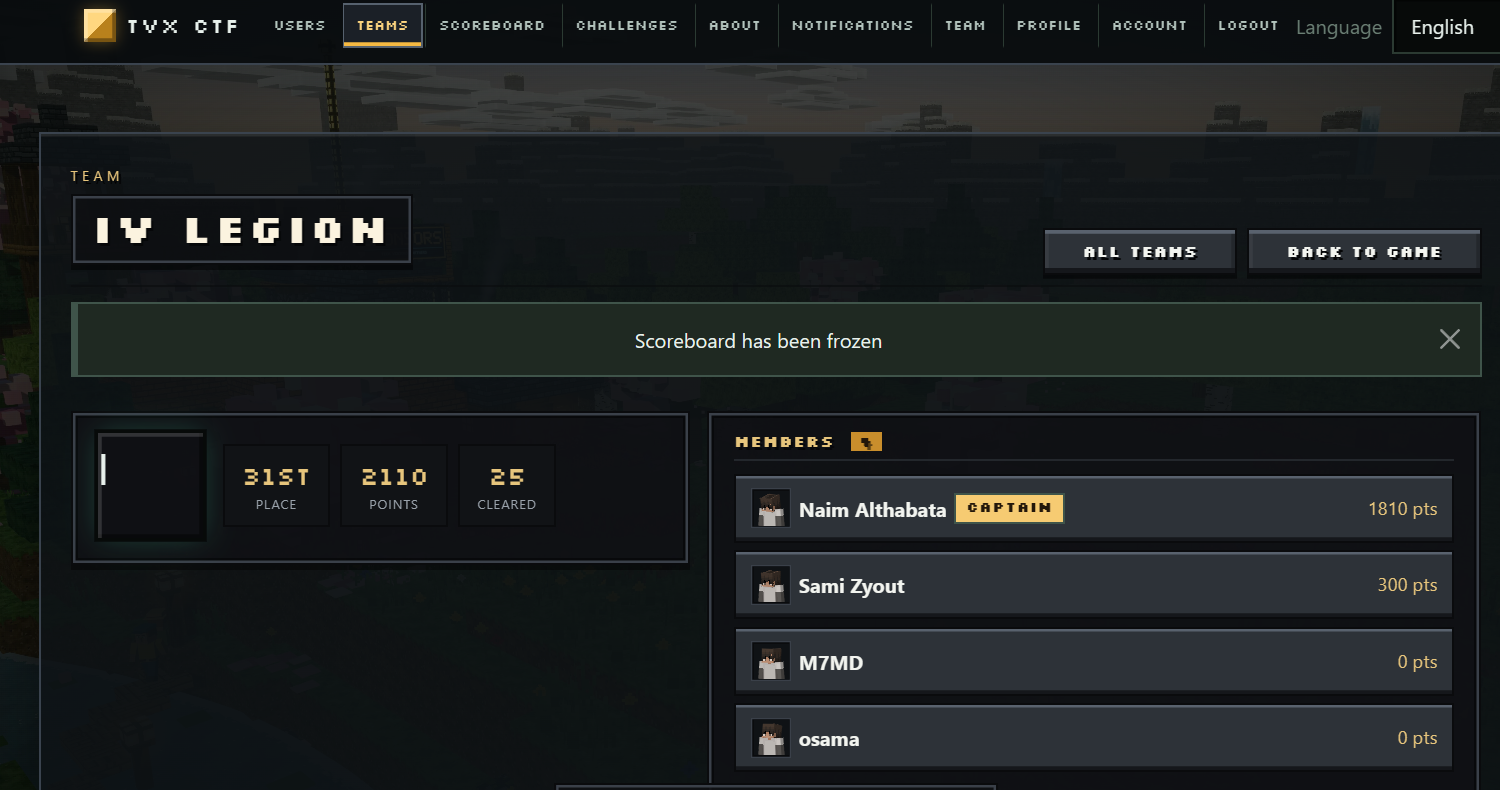 TVX CTF USERS TEAMS SCOREBOARD CHALLENGES ABOUT NOTIFICATIONS TEAM PROFILE ACCOUNT LOGOUT Language English
TEAM
IV LEGION
ALL TEAMS BACK TO GAME
Scoreboard has been frozen
31ST
PLACE
2110
POINTS
25
CLEARED
MEMBERS 4
Naim Althabata CAPTAIN 1810 pts
Sami Zyout 300 pts
M7MD 0 pts
osama 0 pts